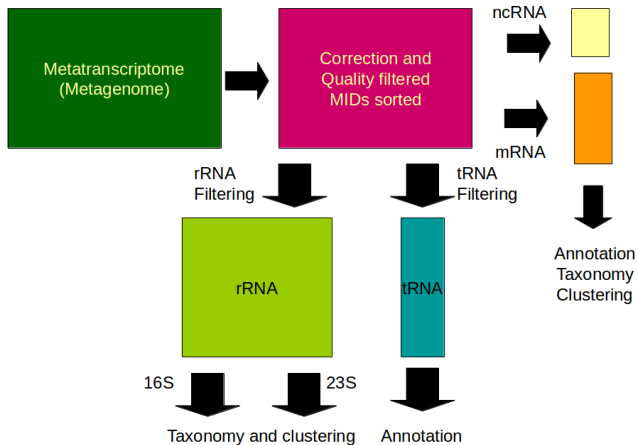 Metatranscriptome
(Metagenome)
Correction and
Quality filtered
MIDs sorted
ncRNA
mRNA
rRNA
Filtering
tRNA
Filtering
rRNA
tRNA
Annotation
Taxonomy
Clustering
16S
23S
Taxonomy and clustering
Annotation